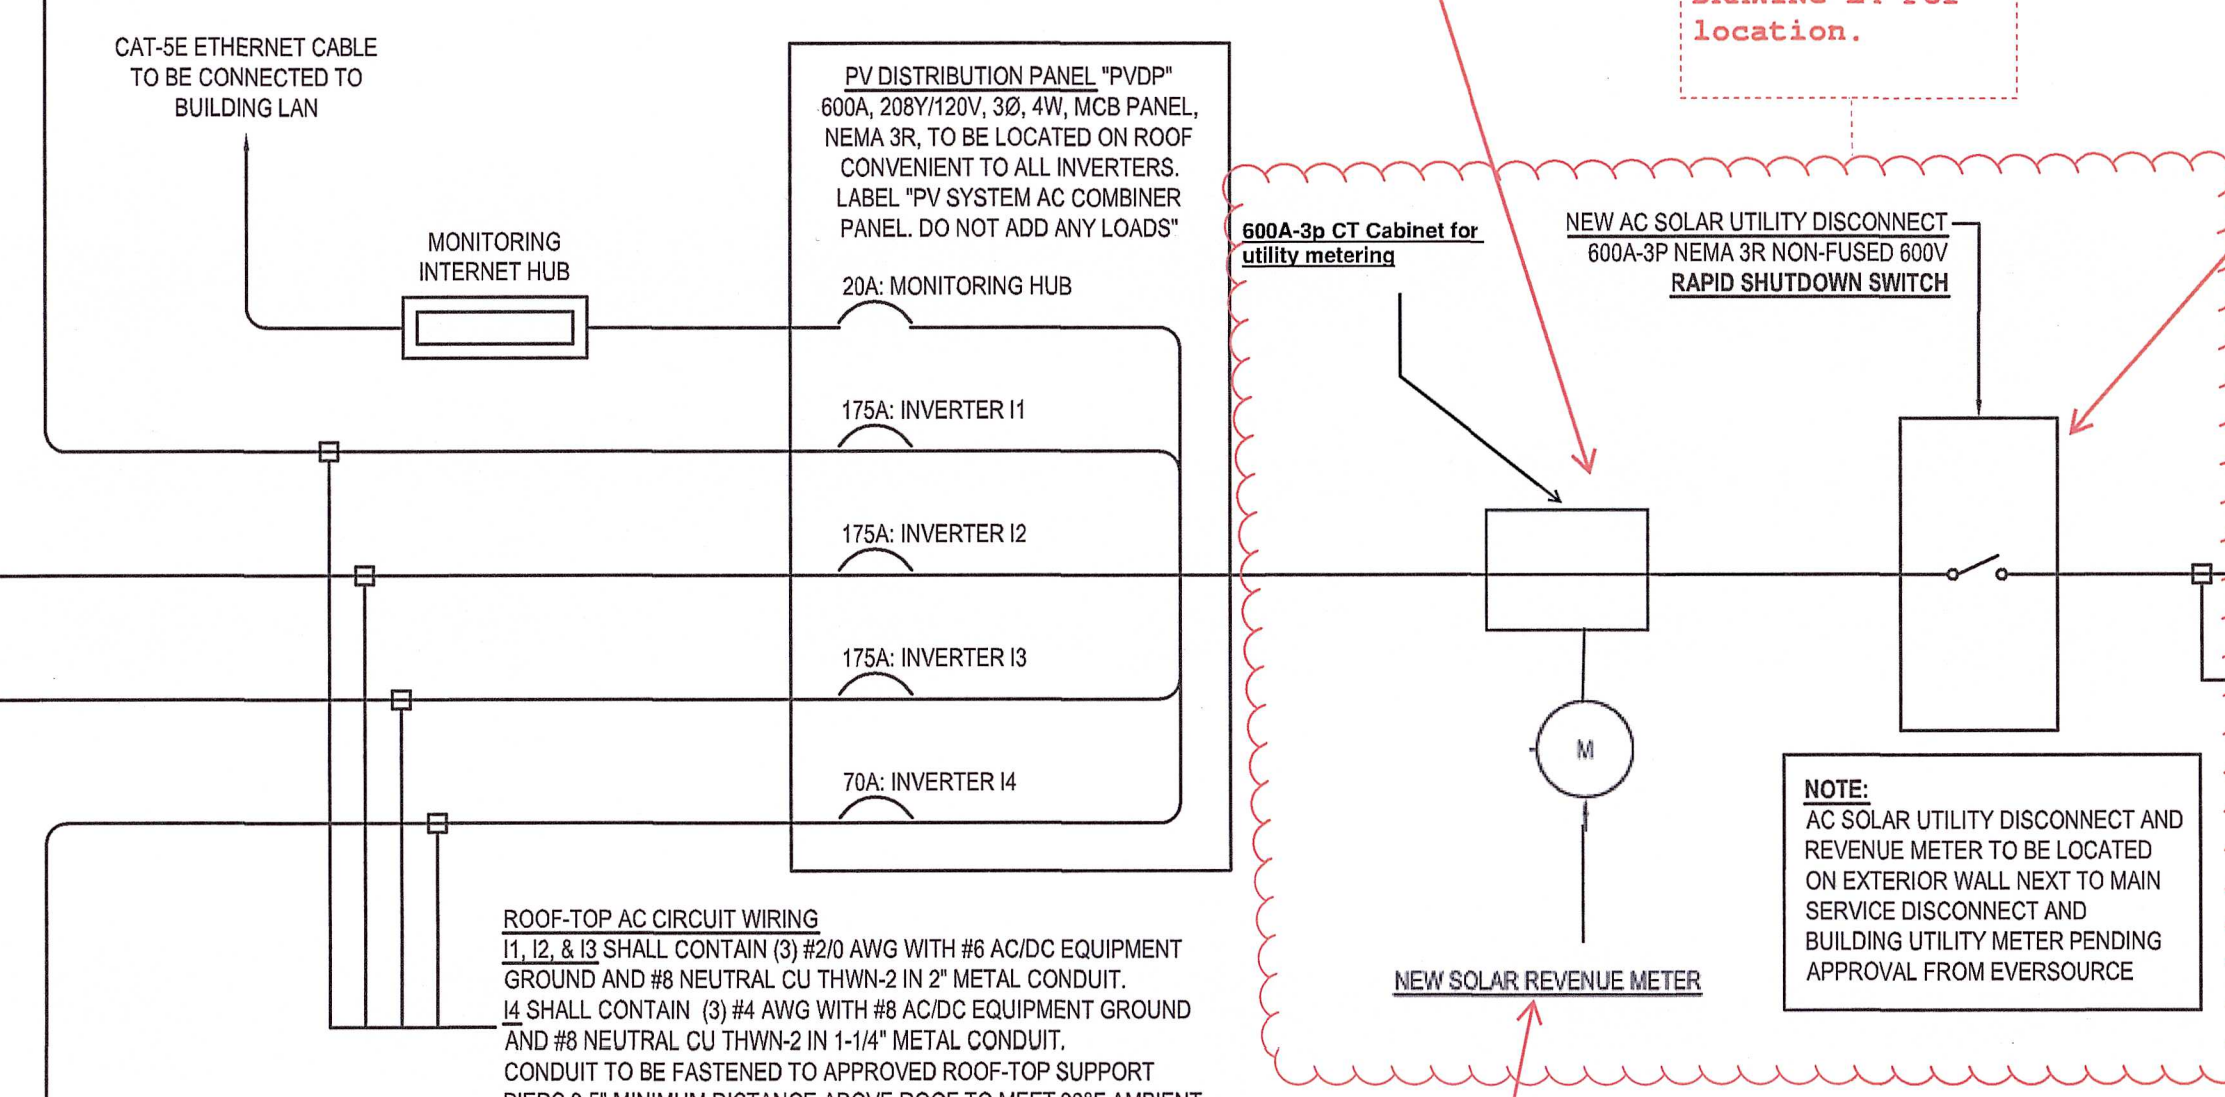 CAT-5E ETHERNET CABLE
TO BE CONNECTED TO
BUILDING LAN
MONITORING
INTERNET HUB
PV DISTRIBUTION PANEL "PVDP"
600A, 208Y/120V, 3Ø, 4W, MCB PANEL,
NEMA 3R, TO BE LOCATED ON ROOF
CONVENIENT TO ALL INVERTERS.
LABEL "PV SYSTEM AC COMBINER
PANEL. DO NOT ADD ANY LOADS"
20A: MONITORING HUB
175A: INVERTER I1
175A: INVERTER I2
175A: INVERTER I3
70A: INVERTER I4
ROOF-TOP AC CIRCUIT WIRING
I1, I2, & I3 SHALL CONTAIN (3) #2/0 AWG WITH #6 AC/DC EQUIPMENT
GROUND AND #8 NEUTRAL CU THWN-2 IN 2" METAL CONDUIT.
I4 SHALL CONTAIN (3) #4 AWG WITH #8 AC/DC EQUIPMENT GROUND
AND #8 NEUTRAL CU THWN-2 IN 1-1/4" METAL CONDUIT.
CONDUIT TO BE FASTENED TO APPROVED ROOF-TOP SUPPORT
MINIMUM DISTANCE ABOVE ROOF TO MEET AMBIENT
location.
600A-3p CT Cabinet for
utility metering
NEW AC SOLAR UTILITY DISCONNECT
600A-3P NEMA 3R NON-FUSED 600V
RAPID SHUTDOWN SWITCH
M
NEW SOLAR REVENUE METER
NOTE:
AC SOLAR UTILITY DISCONNECT AND
REVENUE METER TO BE LOCATED
ON EXTERIOR WALL NEXT TO MAIN
SERVICE DISCONNECT AND
BUILDING UTILITY METER PENDING
APPROVAL FROM EVERSOURCE